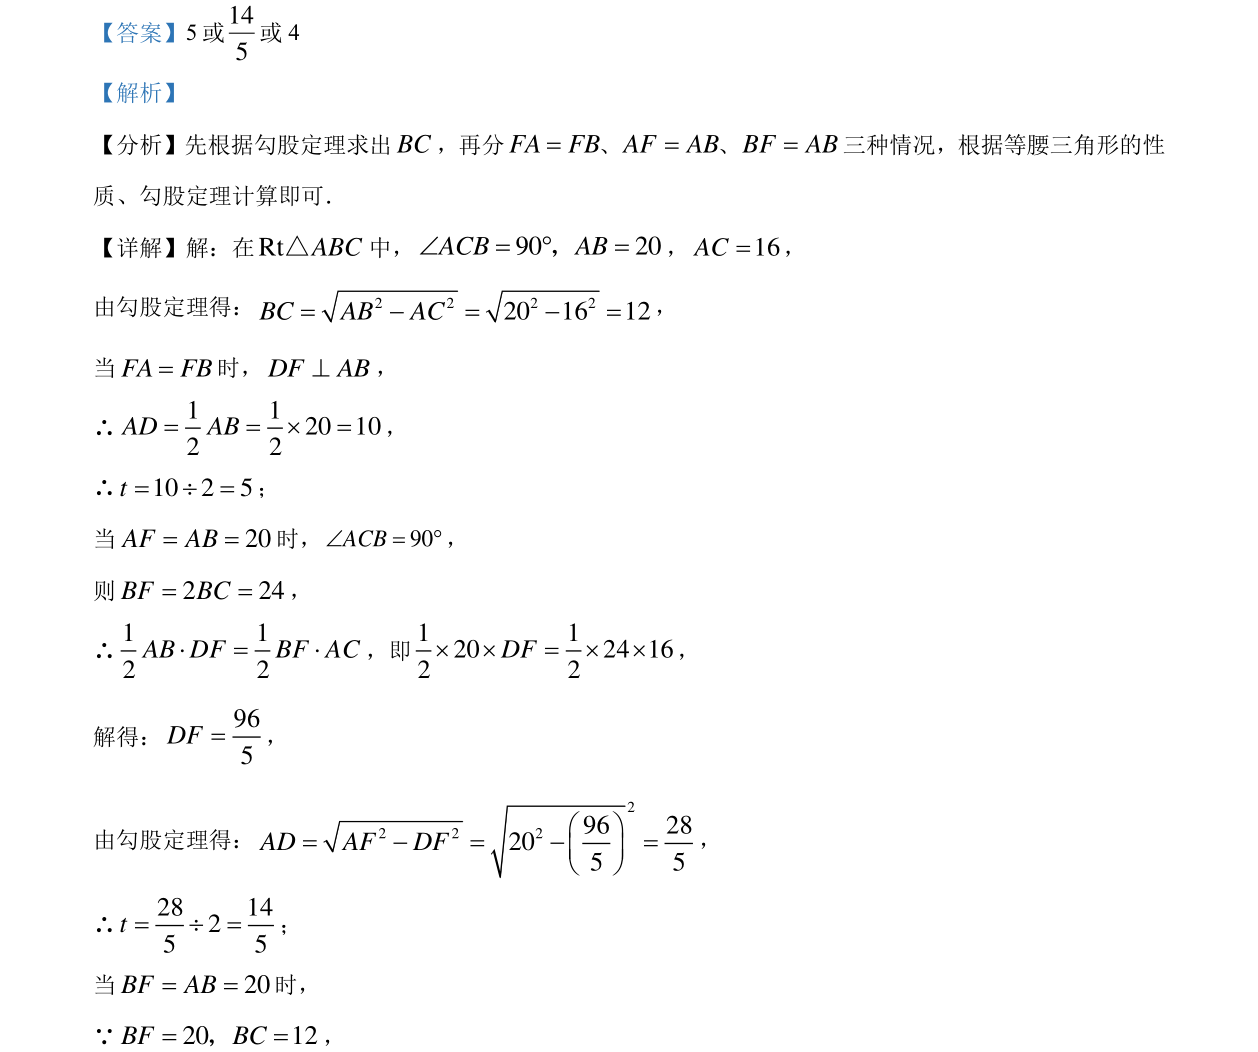 【答案】5 或 14/5 或 4
【解析】
【分析】先根据勾股定理求出 BC，再分 FA = FB、AF = AB、BF = AB 三种情况，根据等腰三角形的性
质、勾股定理计算即可．
【详解】解：在 Rt△ABC 中，∠ACB = 90°，AB = 20，AC = 16，
由勾股定理得：BC = √(AB² − AC²) = √(20² − 16²) = 12，
当 FA = FB 时，DF ⊥ AB，
∴ AD = 1/2 AB = 1/2 × 20 = 10，
∴ t = 10 ÷ 2 = 5；
当 AF = AB = 20 时，∠ACB = 90°，
则 BF = 2BC = 24，
∴ 1/2 AB · DF = 1/2 BF · AC，即 1/2 × 20 × DF = 1/2 × 24 × 16，
解得：DF = 96/5，
由勾股定理得：AD = √(AF² − DF²) = √(20² − (96/5)²) = 28/5，
∴ t = 28/5 ÷ 2 = 14/5；
当 BF = AB = 20 时，
∵ BF = 20，BC = 12，